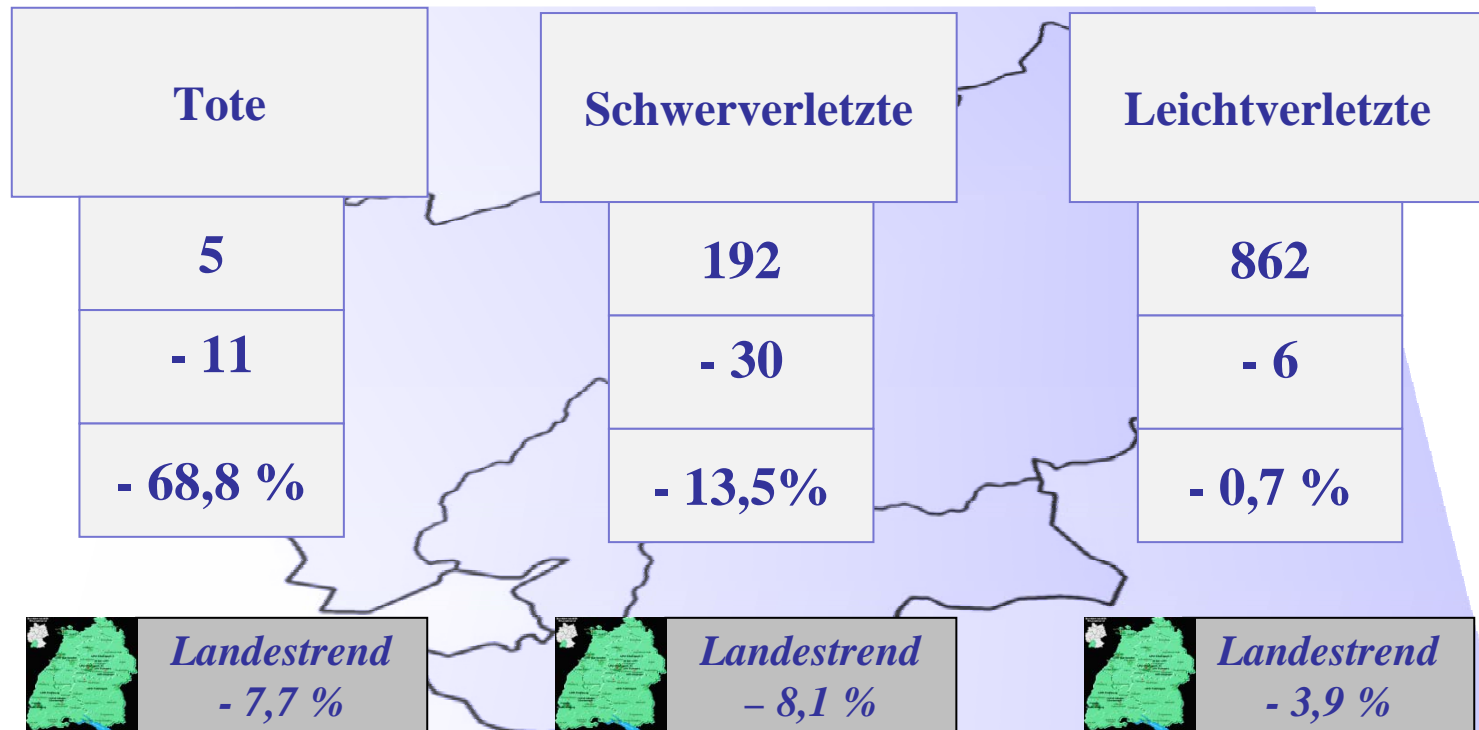 Tote
5
- 11
- 68,8 %
Landestrend
- 7,7 %
Schwerverletzte
192
- 30
- 13,5%
Landestrend
– 8,1 %
Leichtverletzte
862
- 6
- 0,7 %
Landestrend
- 3,9 %